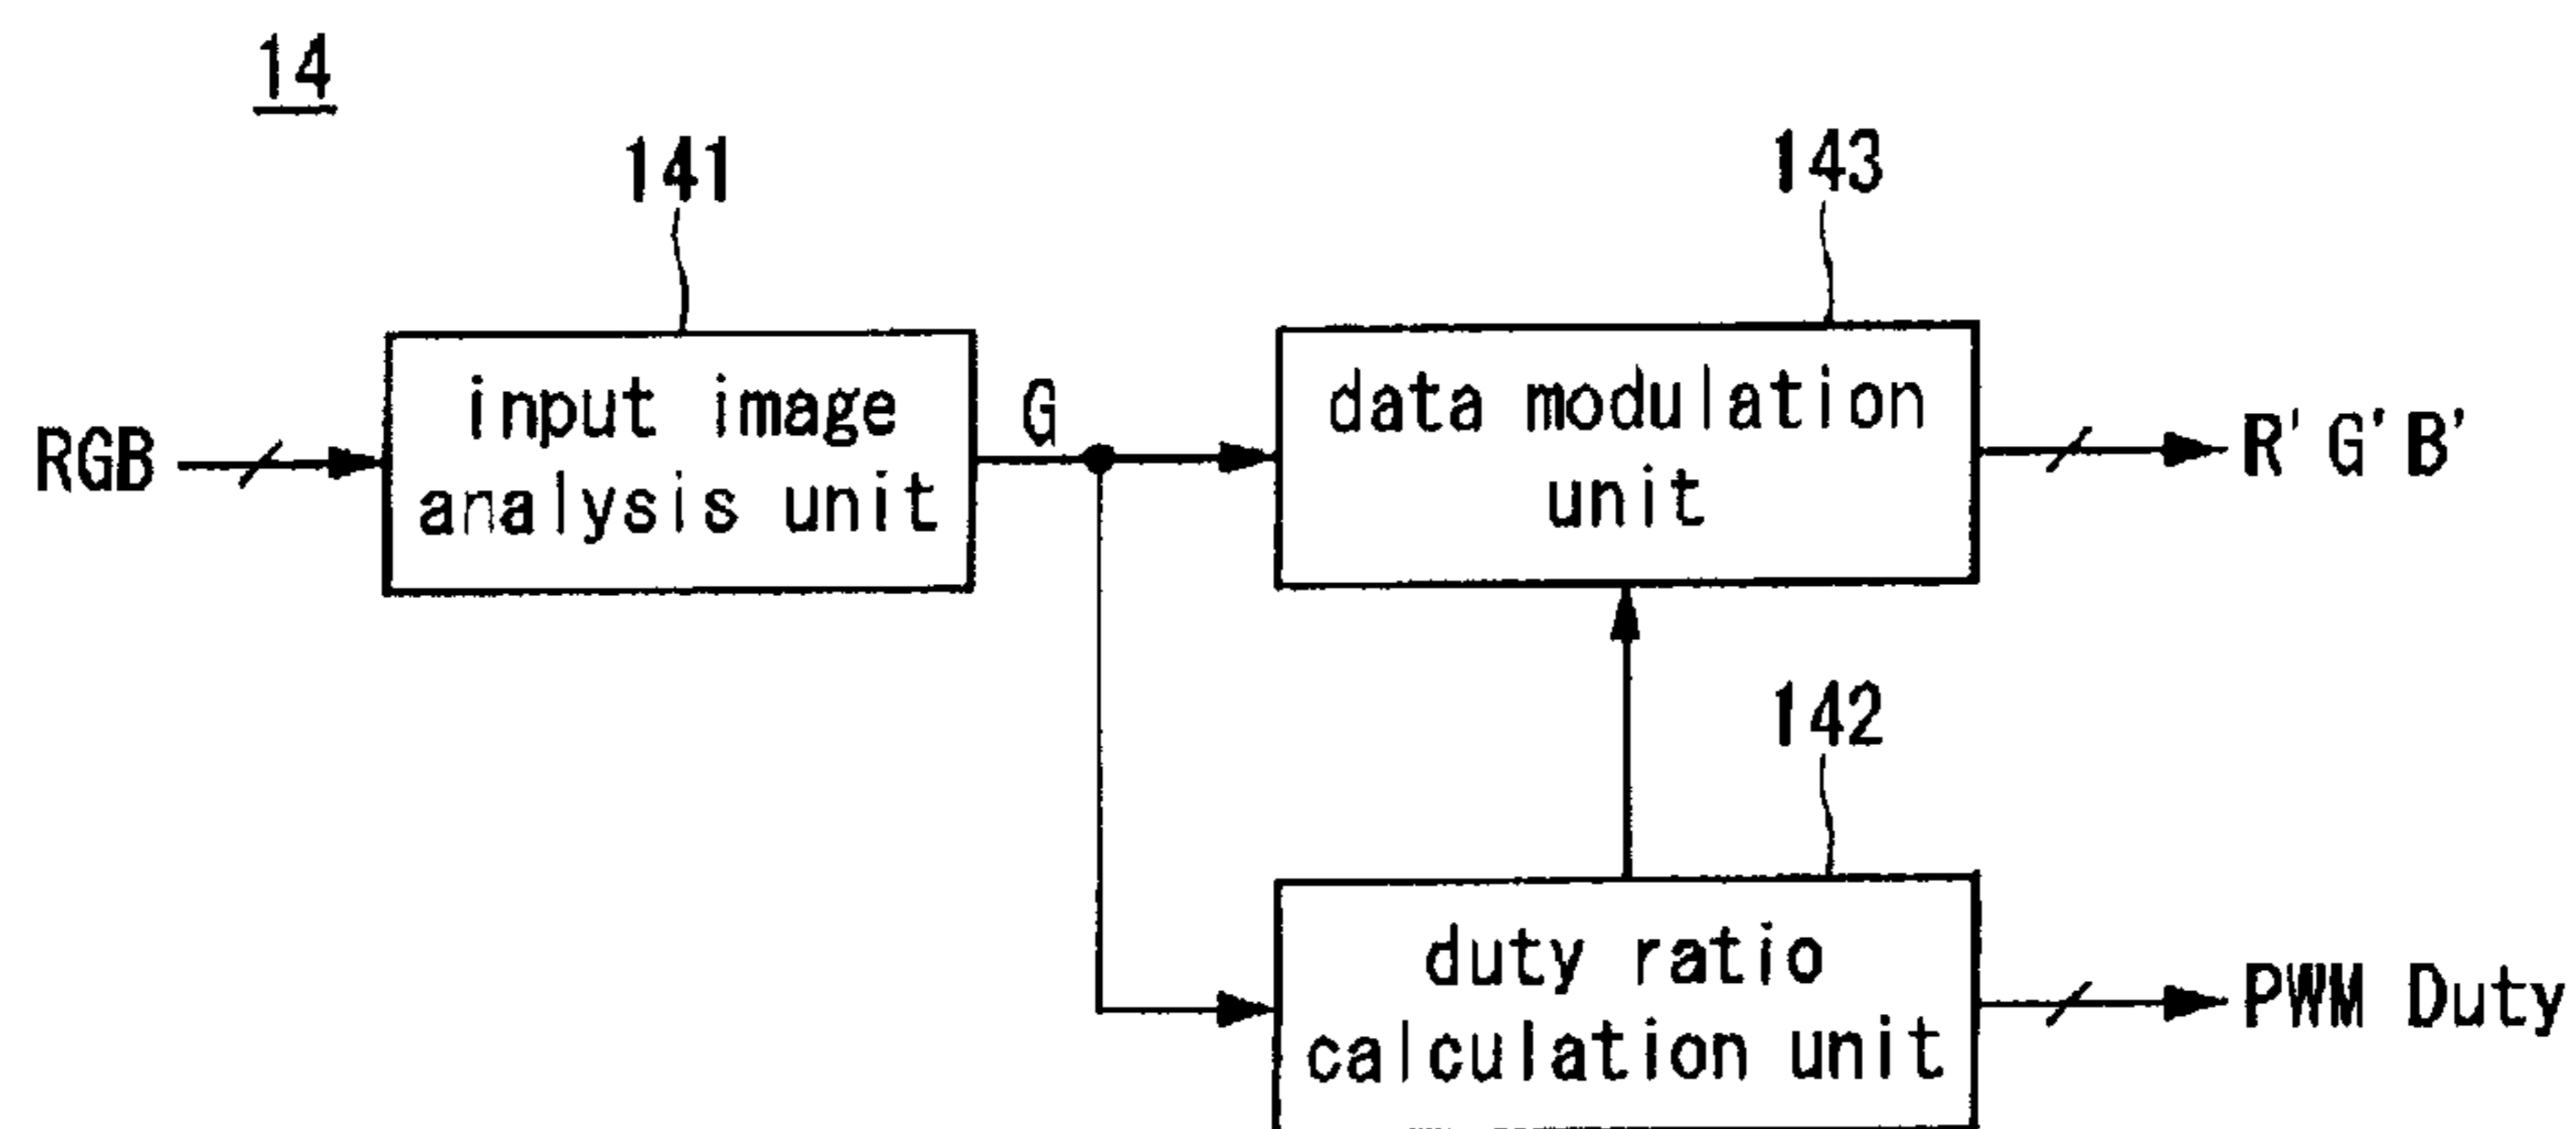 14
141
143
RGB
input image
analysis unit
G
data modulation
unit
R' G' B'
142
duty ratio
calculation unit
PWM Duty